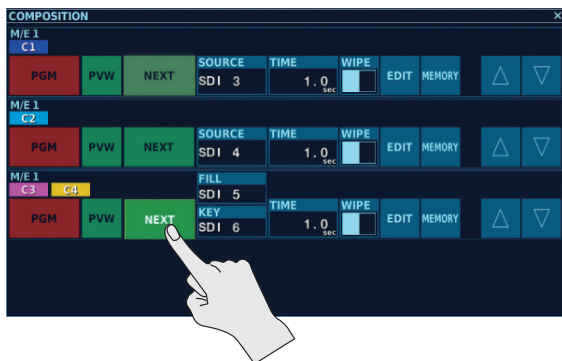 COMPOSITION ×
M/E 1
C1
PGM PVW NEXT SOURCE SDI 3 TIME 1.0 sec WIPE EDIT MEMORY
M/E 1
C2
PGM PVW NEXT SOURCE SDI 4 TIME 1.0 sec WIPE EDIT MEMORY
M/E 1
C3 C4
FILL
SDI 5
PGM PVW NEXT KEY SDI 6 TIME 1.0 sec WIPE EDIT MEMORY